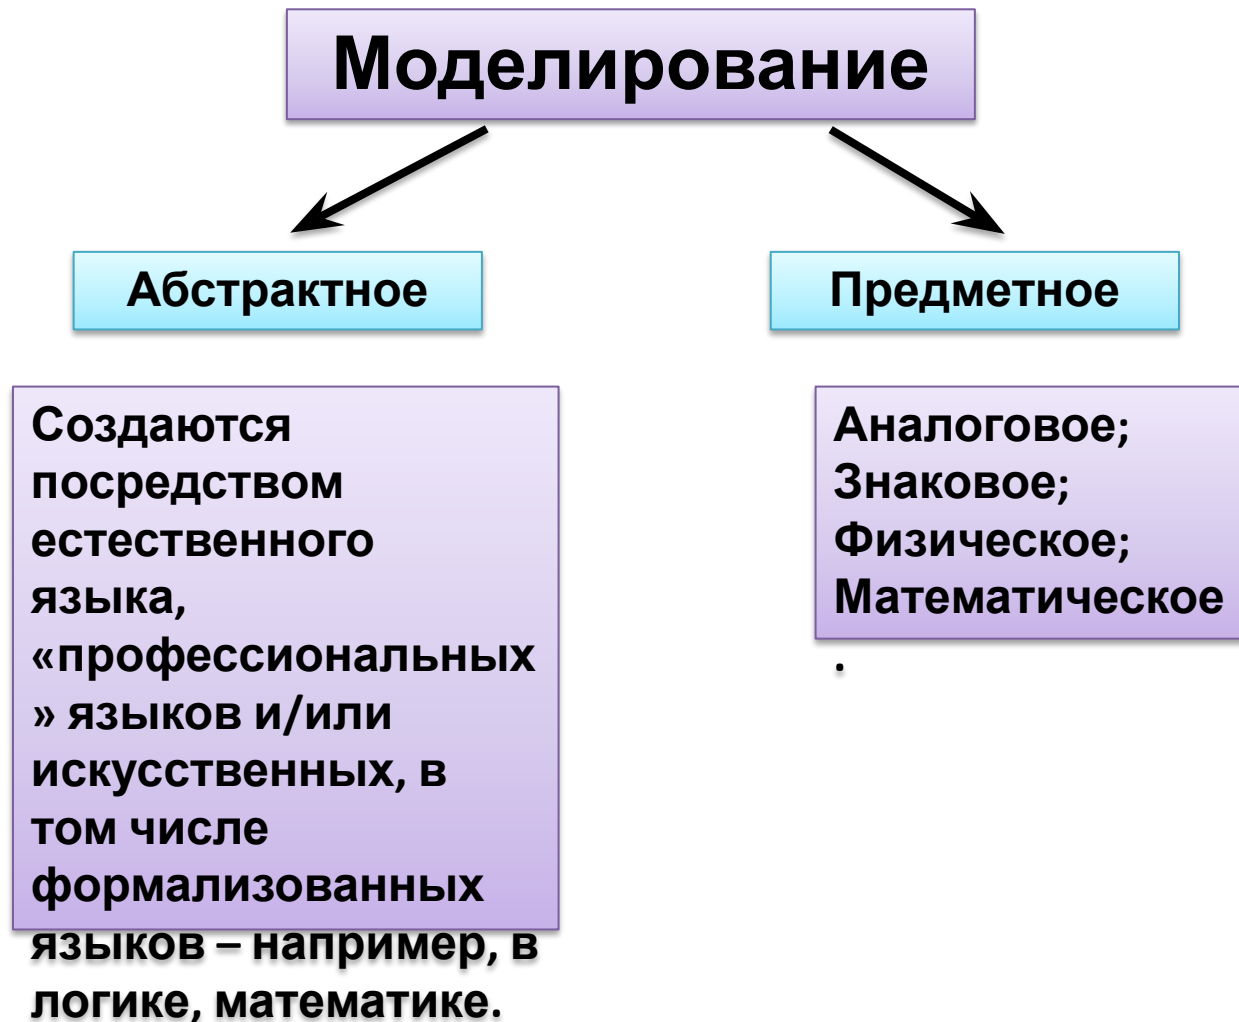 Моделирование
Абстрактное
Предметное
Создаются
посредством
естественного
языка,
«профессиональных
» языков и/или
искусственных, в
том числе
формализованных
языков – например, в
логике, математике.
Аналоговое;
Знаковое;
Физическое;
Математическое
.